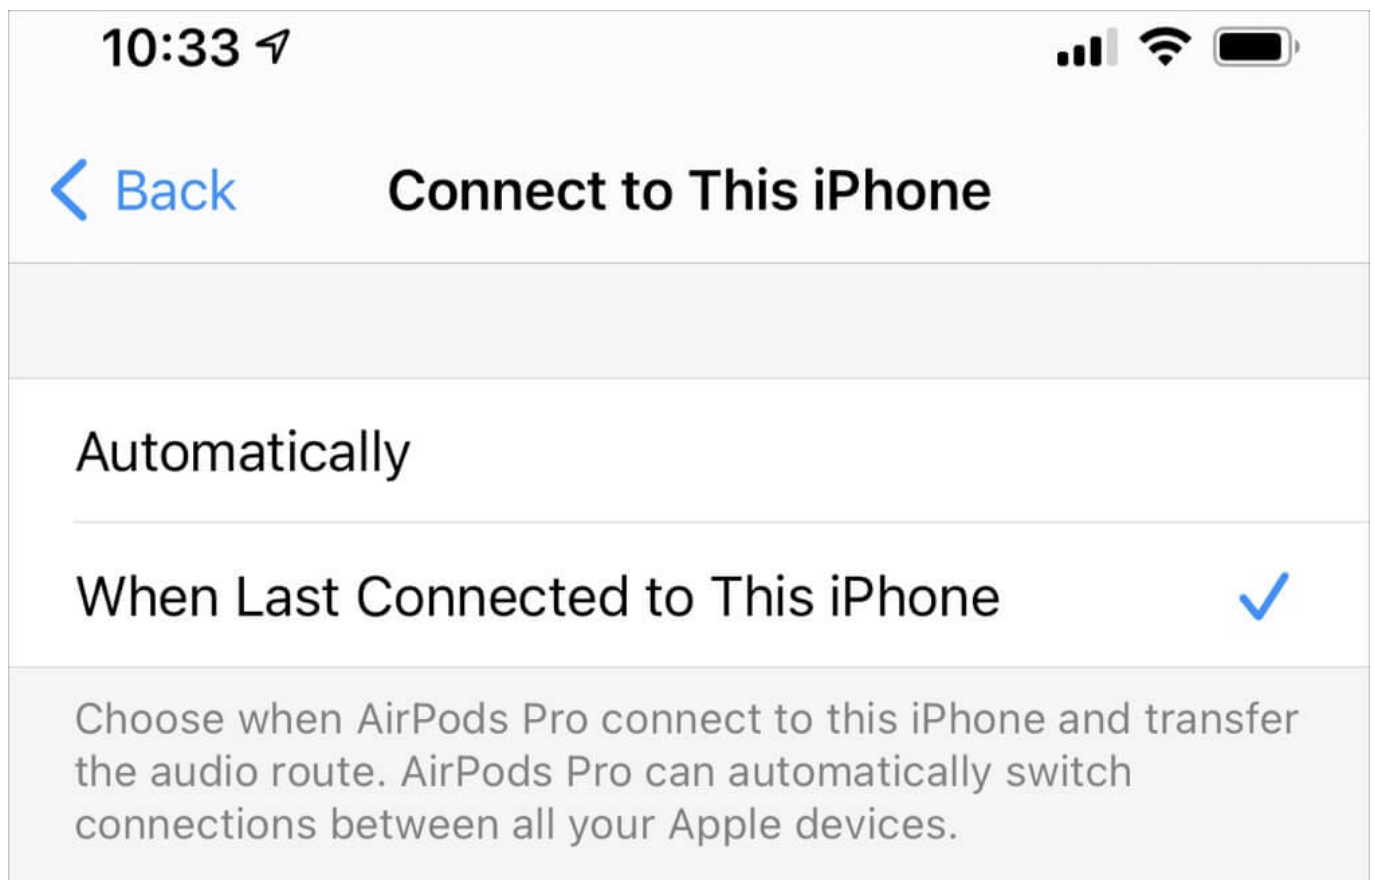 10:33
Back
Connect to This iPhone
Automatically
When Last Connected to This iPhone
Choose when AirPods Pro connect to this iPhone and transfer
the audio route. AirPods Pro can automatically switch
connections between all your Apple devices.